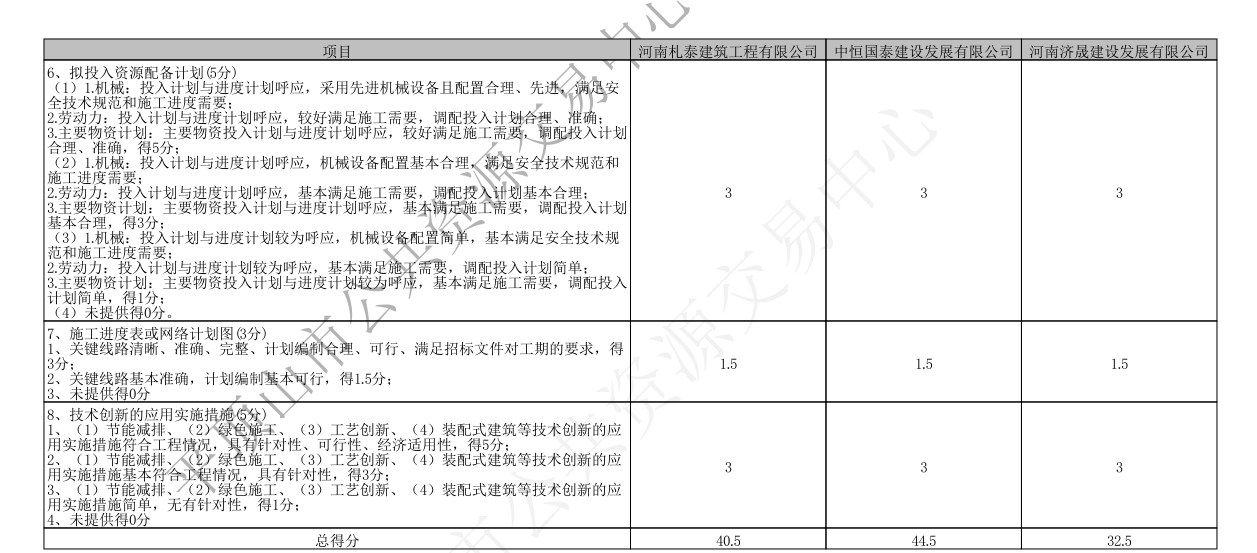 项目 河南札泰建筑工程有限公司 中恒国泰建设发展有限公司 河南济晟建设发展有限公司
6、拟投入资源配备计划(5分)
（1）1.机械：投入计划与进度计划呼应，采用先进机械设备且配置合理、先进，满足安
全技术规范和施工进度需要；
2.劳动力：投入计划与进度计划呼应，较好满足施工需要，调配投入计划合理、准确；
3.主要物资计划：主要物资投入计划与进度计划呼应，较好满足施工需要，调配投入计划
合理、准确，得5分；
（2）1.机械：投入计划与进度计划呼应，机械设备配置基本合理，满足安全技术规范和
施工进度需要；
2.劳动力：投入计划与进度计划呼应，基本满足施工需要，调配投入计划基本合理；
3.主要物资计划：主要物资投入计划与进度计划呼应，基本满足施工需要，调配投入计划
基本合理，得3分；
（3）1.机械：投入计划与进度计划较为呼应，机械设备配置简单，基本满足安全技术规
范和施工进度需要；
2.劳动力：投入计划与进度计划较为呼应，基本满足施工需要，调配投入计划简单；
3.主要物资计划：主要物资投入计划与进度计划较为呼应，基本满足施工需要，调配投入
计划简单，得1分；
（4）未提供得0分。
3 3 3
7、施工进度表或网络计划图(3分)
1、关键线路清晰、准确、完整、计划编制合理、可行、满足招标文件对工期的要求，得
3分；
2、关键线路基本准确，计划编制基本可行，得1.5分；
3、未提供得0分
1.5 1.5 1.5
8、技术创新的应用实施措施(5分)
1、（1）节能减排、（2）绿色施工、（3）工艺创新、（4）装配式建筑等技术创新的应
用实施措施符合工程情况，具有针对性、可行性、经济适用性，得5分；
2、（1）节能减排、（2）绿色施工、（3）工艺创新、（4）装配式建筑等技术创新的应
用实施措施基本符合工程情况，具有针对性，得3分；
3、（1）节能减排、（2）绿色施工、（3）工艺创新、（4）装配式建筑等技术创新的应
用实施措施简单，无有针对性，得1分；
4、未提供得0分
3 3 3
总得分 40.5 44.5 32.5
平顶山市公共资源交易中心
市公共资源交易中心